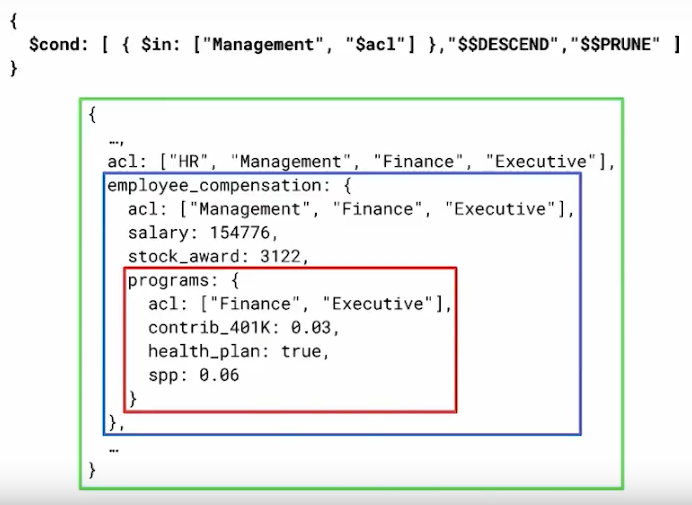 {
$cond: [ { $in: ["Management", "$acl"] },"$$DESCEND","$$PRUNE" ]
}
{
…,
acl: ["HR", "Management", "Finance", "Executive"],
employee_compensation: {
acl: ["Management", "Finance", "Executive"],
salary: 154776,
stock_award: 3122,
programs: {
acl: ["Finance", "Executive"],
contrib_401K: 0.03,
health_plan: true,
spp: 0.06
}
},
…
}